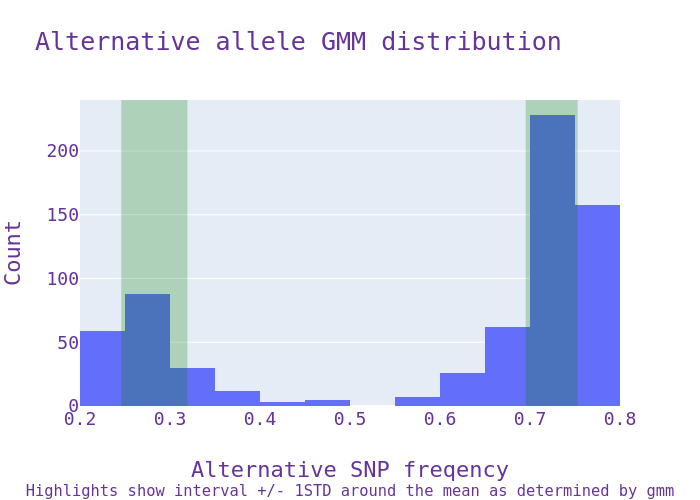 Alternative allele GMM distribution
200
150
100
50
0
0.2 0.3 0.4 0.5 0.6 0.7 0.8
Count
Alternative SNP freqency
Highlights show interval +/- 1STD around the mean as determined by gmm